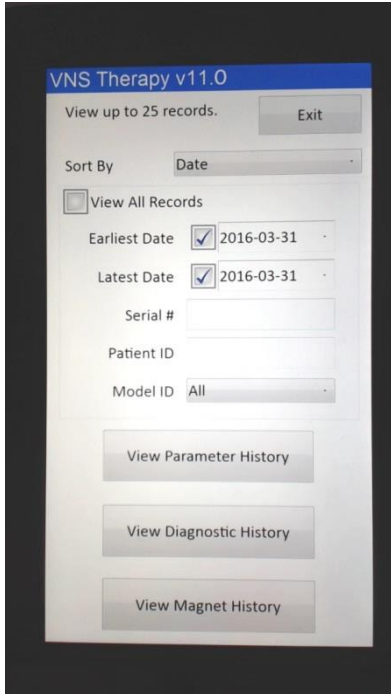 VNS Therapy v11.0
View up to 25 records.
Exit
Sort By Date
View All Records
Earliest Date 2016-03-31
Latest Date 2016-03-31
Serial #
Patient ID
Model ID All
View Parameter History
View Diagnostic History
View Magnet History